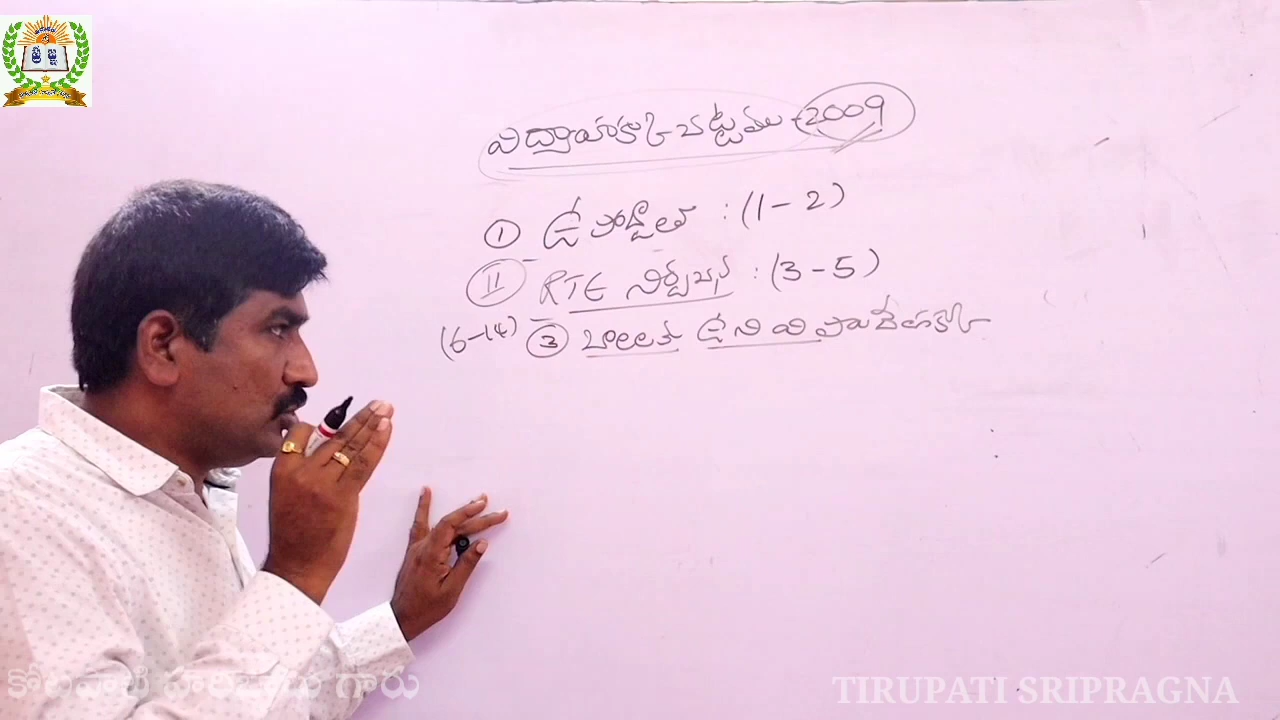 విద్యాహక్కు చట్టము - 2009
① ఉపోద్ఘాతం : (1 - 2)
II RTE నిర్వచన : (3 - 5)
(6-14) ③ బాలలకు ఉ ని వి పొందేహక్కు
TIRUPATI SRIPRAGNA